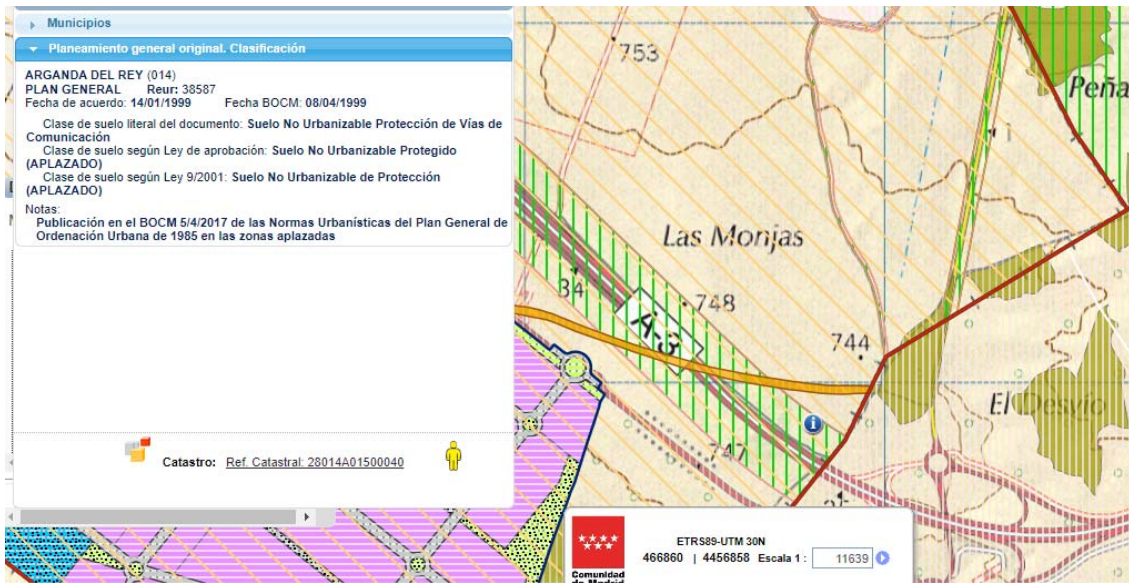 Municipios
Planeamiento general original. Clasificación
ARGANDA DEL REY (014)
PLAN GENERAL Reur: 38587
Fecha de acuerdo: 14/01/1999 Fecha BOCM: 08/04/1999
Clase de suelo literal del documento: Suelo No Urbanizable Protección de Vías de
Comunicación
Clase de suelo según Ley de aprobación: Suelo No Urbanizable Protegido
(APLAZADO)
Clase de suelo según Ley 9/2001: Suelo No Urbanizable de Protección
(APLAZADO)
Notas:
Publicación en el BOCM 5/4/2017 de las Normas Urbanísticas del Plan General de
Ordenación Urbana de 1985 en las zonas aplazadas
Catastro: Ref. Catastral: 28014A01500040
753
Peña
Las Monjas
34
748
A-3
744
El Desvío
747
ETRS89-UTM 30N
466860 | 4456858 Escala 1 : 11639
Comunidad
de Madrid